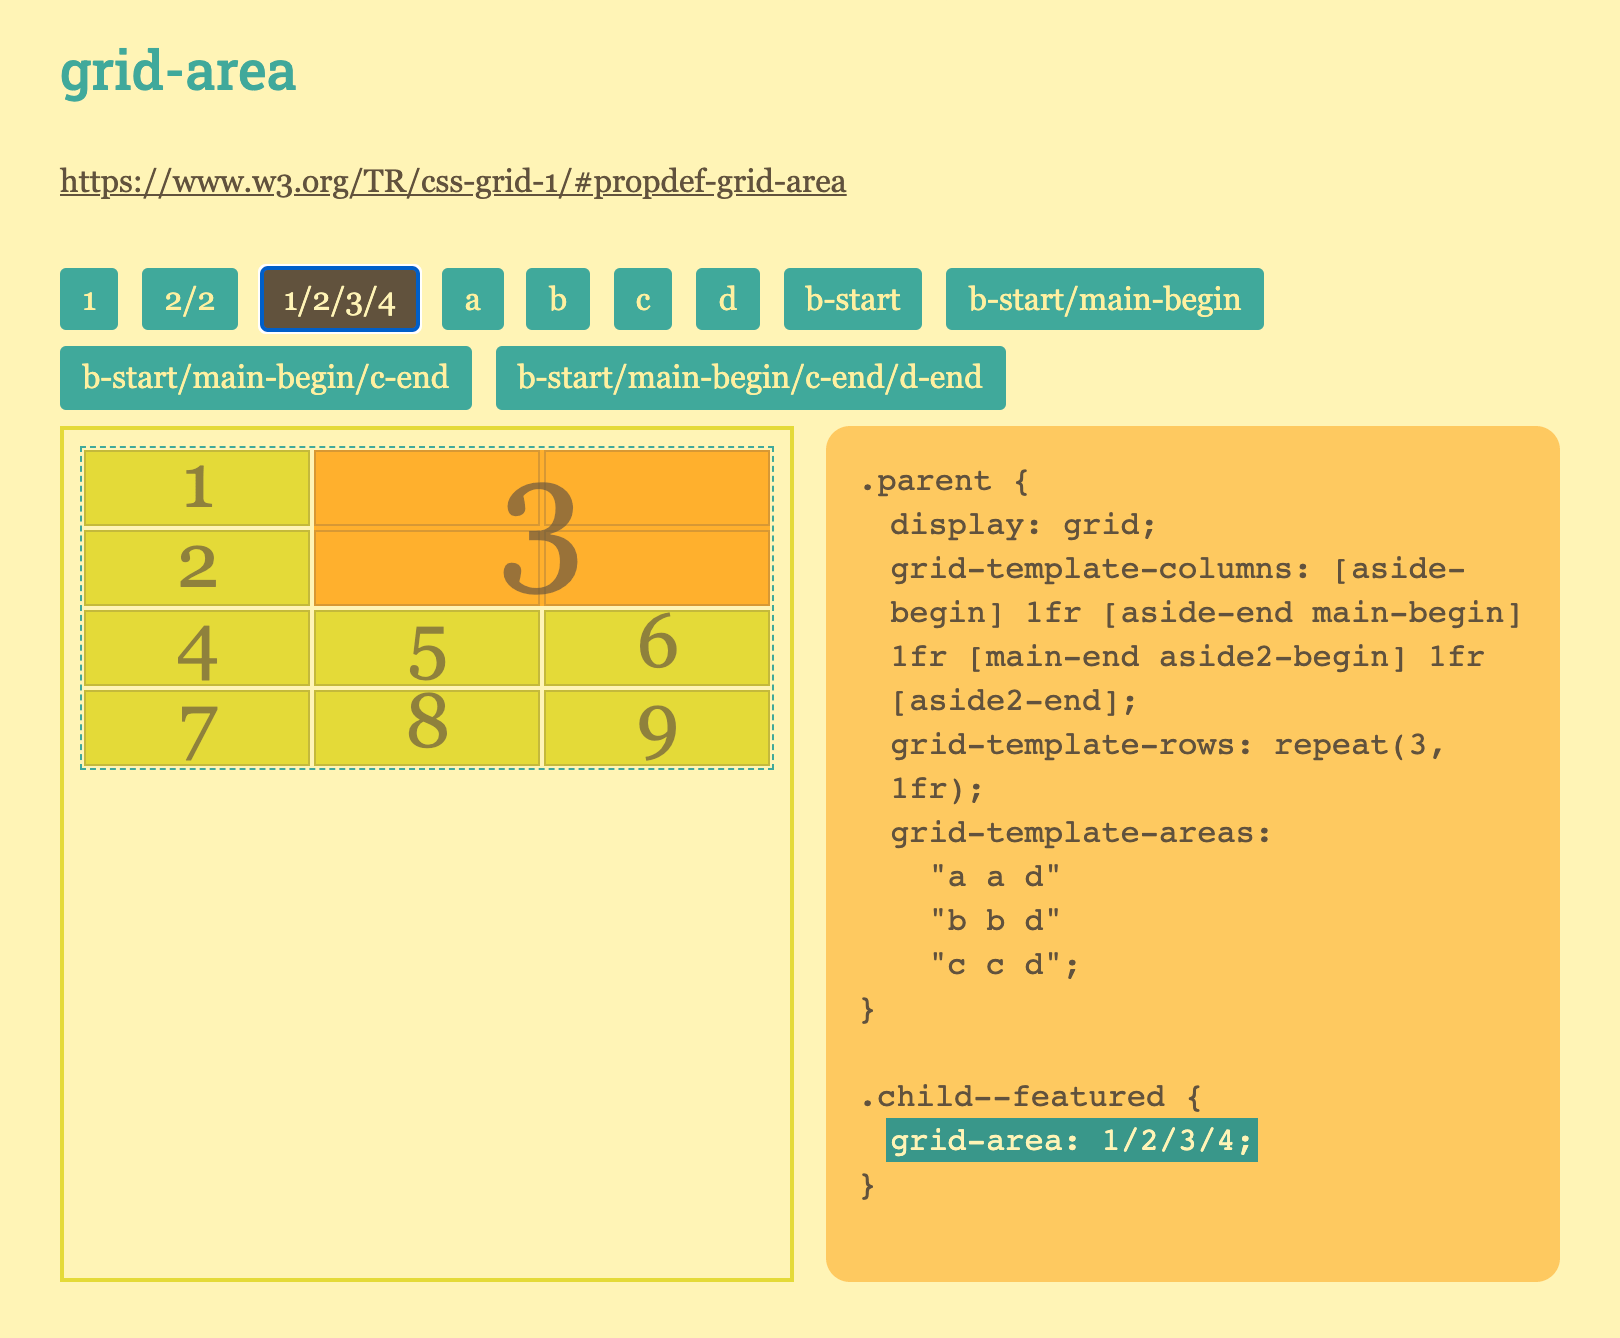 grid-area
https://www.w3.org/TR/css-grid-1/#propdef-grid-area
1 2/2 1/2/3/4 a b c d b-start b-start/main-begin
b-start/main-begin/c-end b-start/main-begin/c-end/d-end
1
3
2
4 5 6
7 8 9
.parent {
display: grid;
grid-template-columns: [aside-
begin] 1fr [aside-end main-begin]
1fr [main-end aside2-begin] 1fr
[aside2-end];
grid-template-rows: repeat(3,
1fr);
grid-template-areas:
"a a d"
"b b d"
"c c d";
}
.child--featured {
grid-area: 1/2/3/4;
}